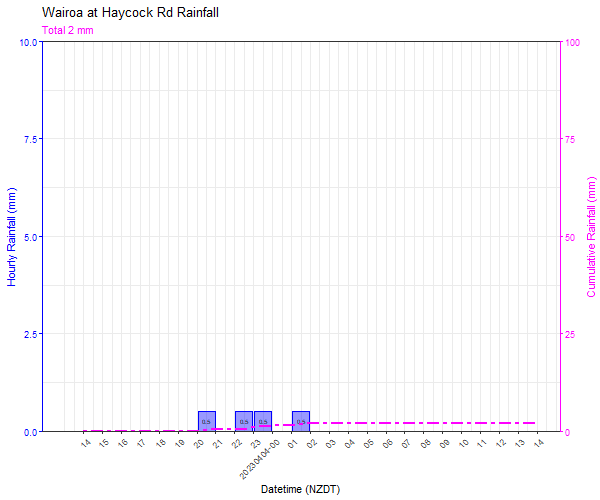 Wairoa at Haycock Rd Rainfall
Total 2 mm
10.0
7.5
5.0
2.5
0.0
Hourly Rainfall (mm)
100
75
50
25
0
Cumulative Rainfall (mm)
0.5 0.5 0.5 0.5
14 15 16 17 18 19 20 21 22 23 20230404-00 01 02 03 04 05 06 07 08 09 10 11 12 13 14
Datetime (NZDT)